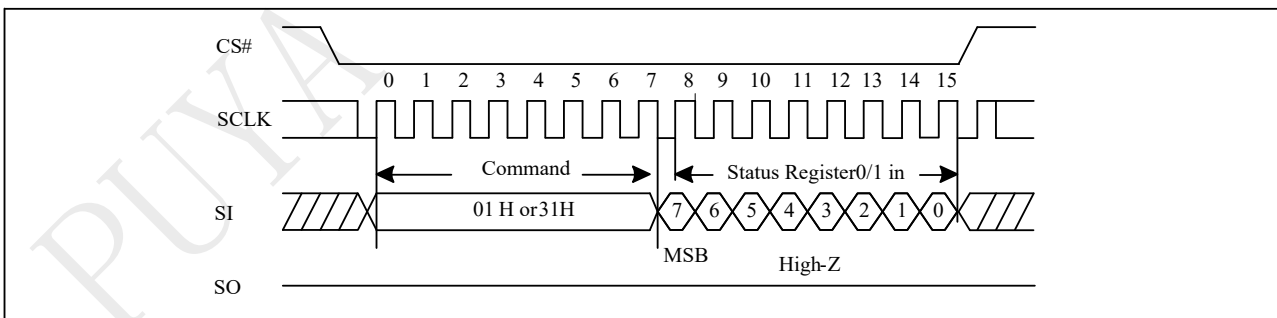 CS#
0 1 2 3 4 5 6 7 8 9 10 11 12 13 14 15
SCLK
Command
Status Register0/1 in
SI
01 H or31H
7 6 5 4 3 2 1 0
MSB
High-Z
SO
PUYA